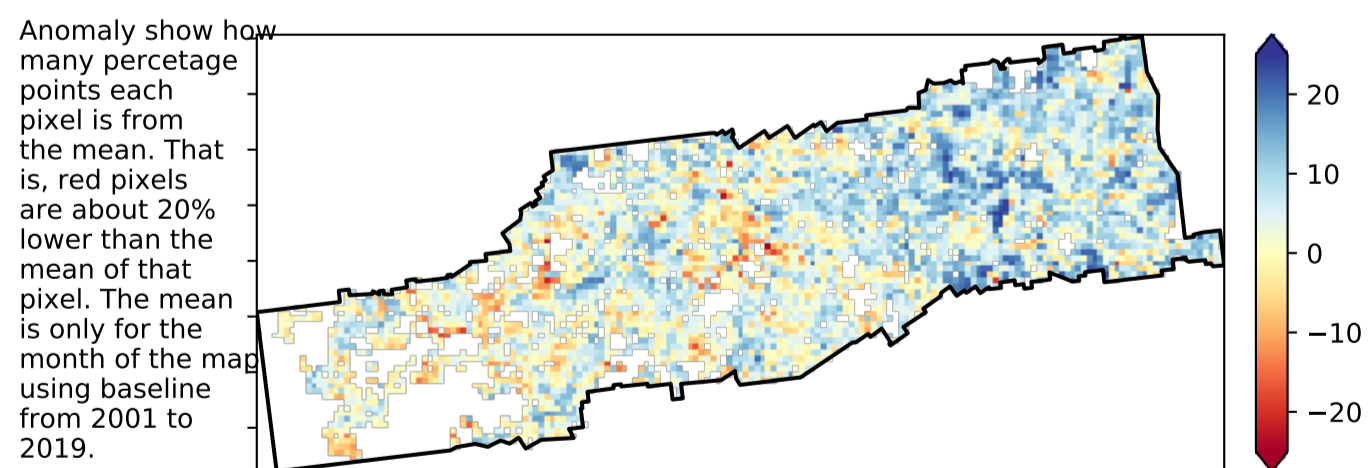 Anomaly show how
many percetage
points each
pixel is from
the mean. That
is, red pixels
are about 20%
lower than the
mean of that
pixel. The mean
is only for the
month of the map
using baseline
from 2001 to
2019.
20
10
0
−10
−20